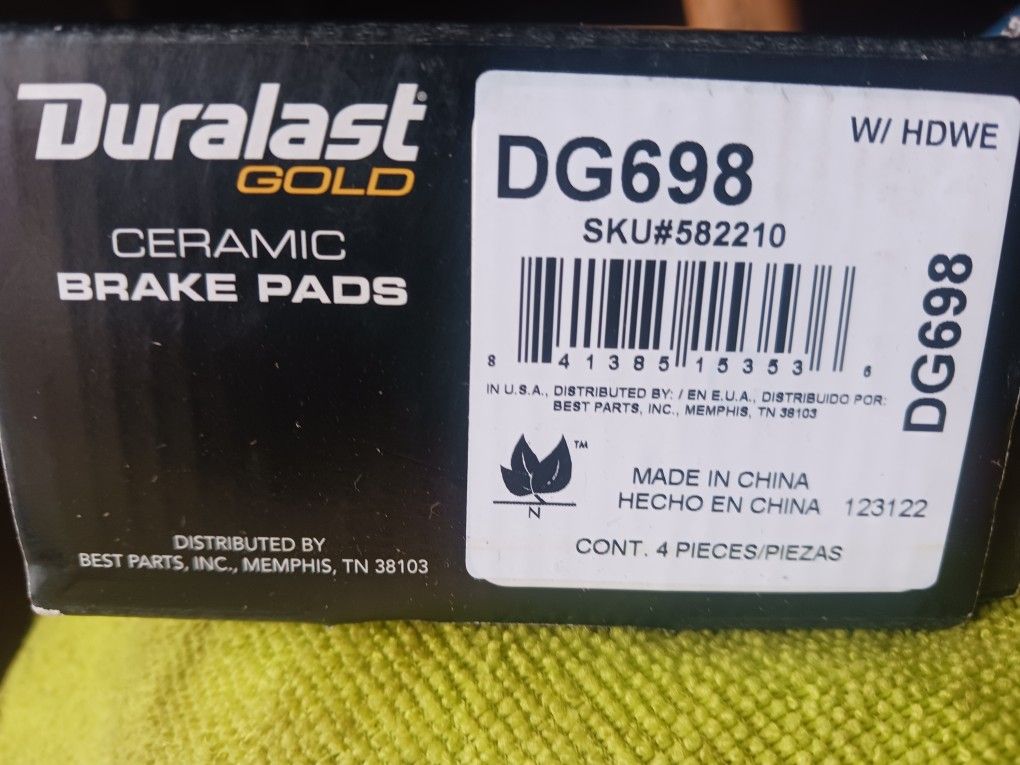 Duralast®
GOLD
CERAMIC
BRAKE PADS
DISTRIBUTED BY
BEST PARTS, INC., MEMPHIS, TN 38103
W/ HDWE
DG698
SKU#582210
8 41385 15353 6
IN U.S.A., DISTRIBUTED BY: / EN E.U.A., DISTRIBUIDO POR:
BEST PARTS, INC., MEMPHIS, TN 38103
TM
N
MADE IN CHINA
HECHO EN CHINA 123122
CONT. 4 PIECES/PIEZAS
DG698